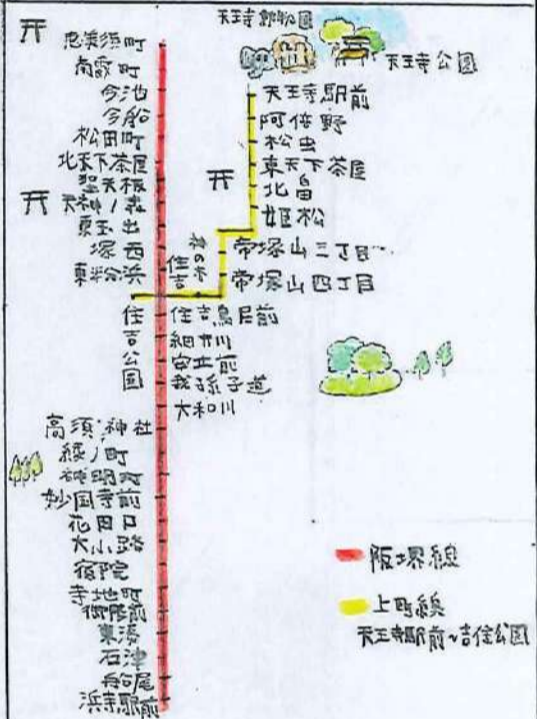 天王寺動物公園
天王寺公園
恵美須町
南霞町
今池
今船
松田町
北天下茶屋
聖天坂
天神ノ森
東玉出
塚西
東粉浜
住吉
神の木
天王寺駅前
阿倍野
松虫
東天下茶屋
北畠
姫松
帝塚山三丁目
帝塚山四丁目
住吉公園
住吉鳥居前
細井川
安立前
我孫子道
大和川
高須神社
綾ノ町
神明町
妙国寺前
花田口
大小路
宿院
寺地町
御陵前
東湊
石津
船尾
浜寺駅前
阪堺線
上町線
天王寺駅前~吉住公園